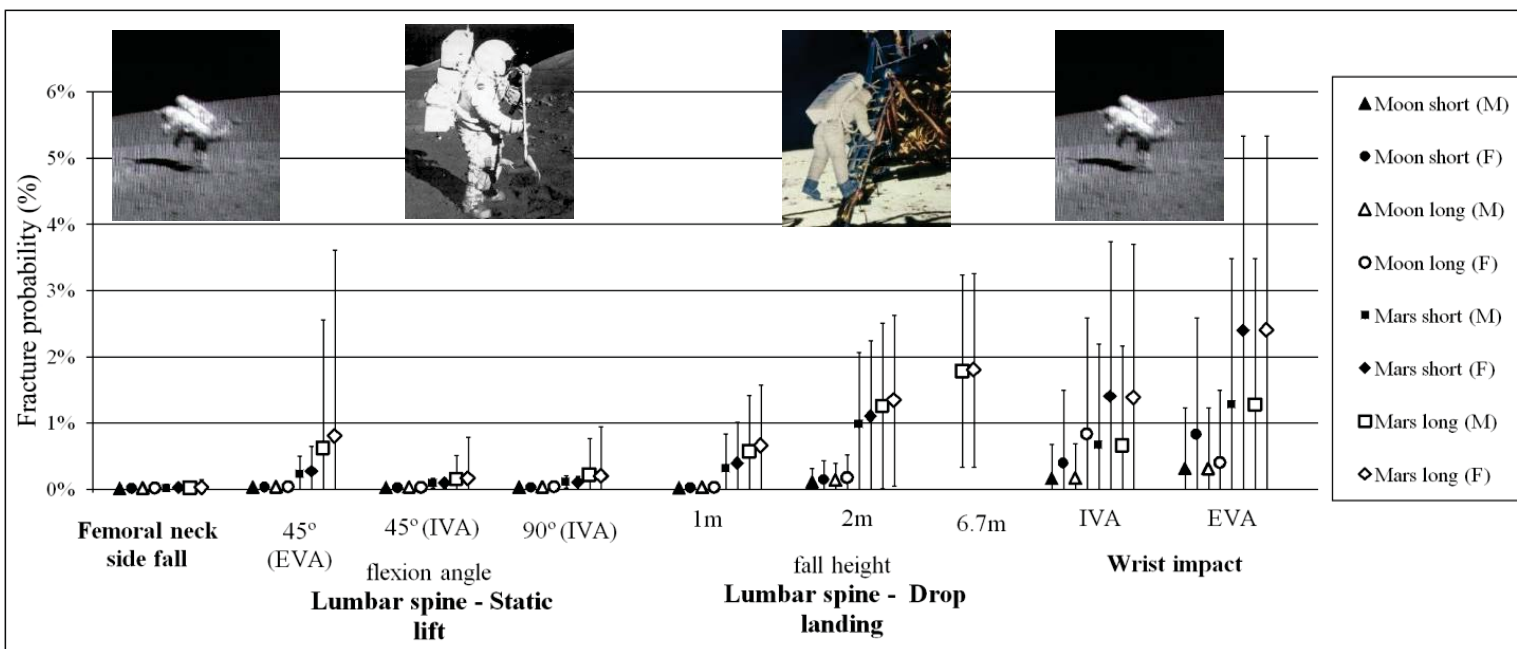 Fracture probability (%)
6%
5%
4%
3%
2%
1%
0%
Femoral neck
side fall
45°
(EVA)
45° (IVA)
90° (IVA)
flexion angle
Lumbar spine - Static
lift
1m
2m
6.7m
fall height
Lumbar spine - Drop
landing
IVA
EVA
Wrist impact
Moon short (M)
Moon short (F)
Moon long (M)
Moon long (F)
Mars short (M)
Mars short (F)
Mars long (M)
Mars long (F)